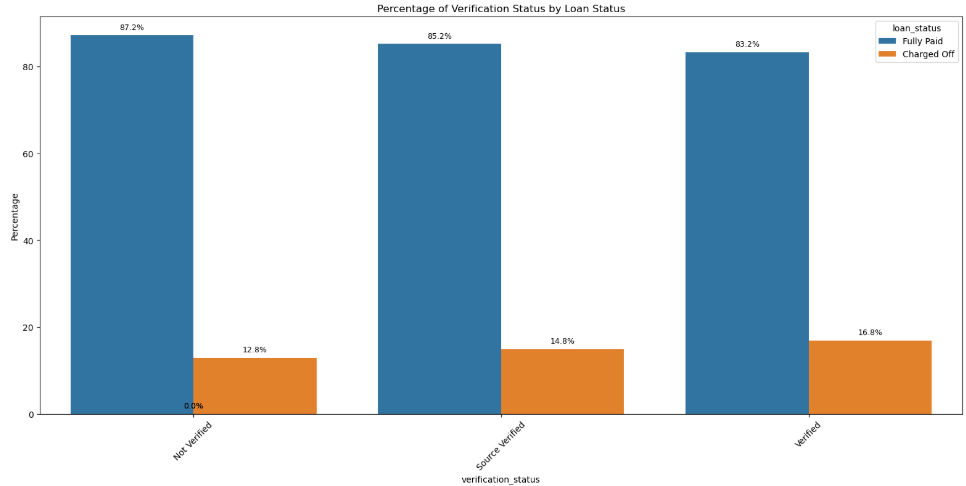 Percentage of Verification Status by Loan Status
87.2%
85.2%
83.2%
loan_status
Fully Paid
Charged Off
80
60
40
20
0
Percentage
12.8%
14.8%
16.8%
0.0%
Not Verified
Source Verified
Verified
verification_status